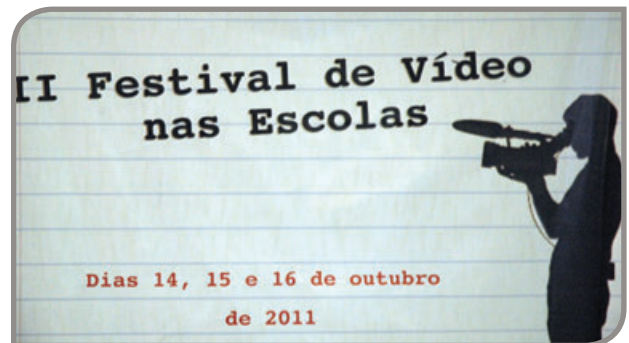 II Festival de Vídeo
nas Escolas
Dias 14, 15 e 16 de outubro
de 2011